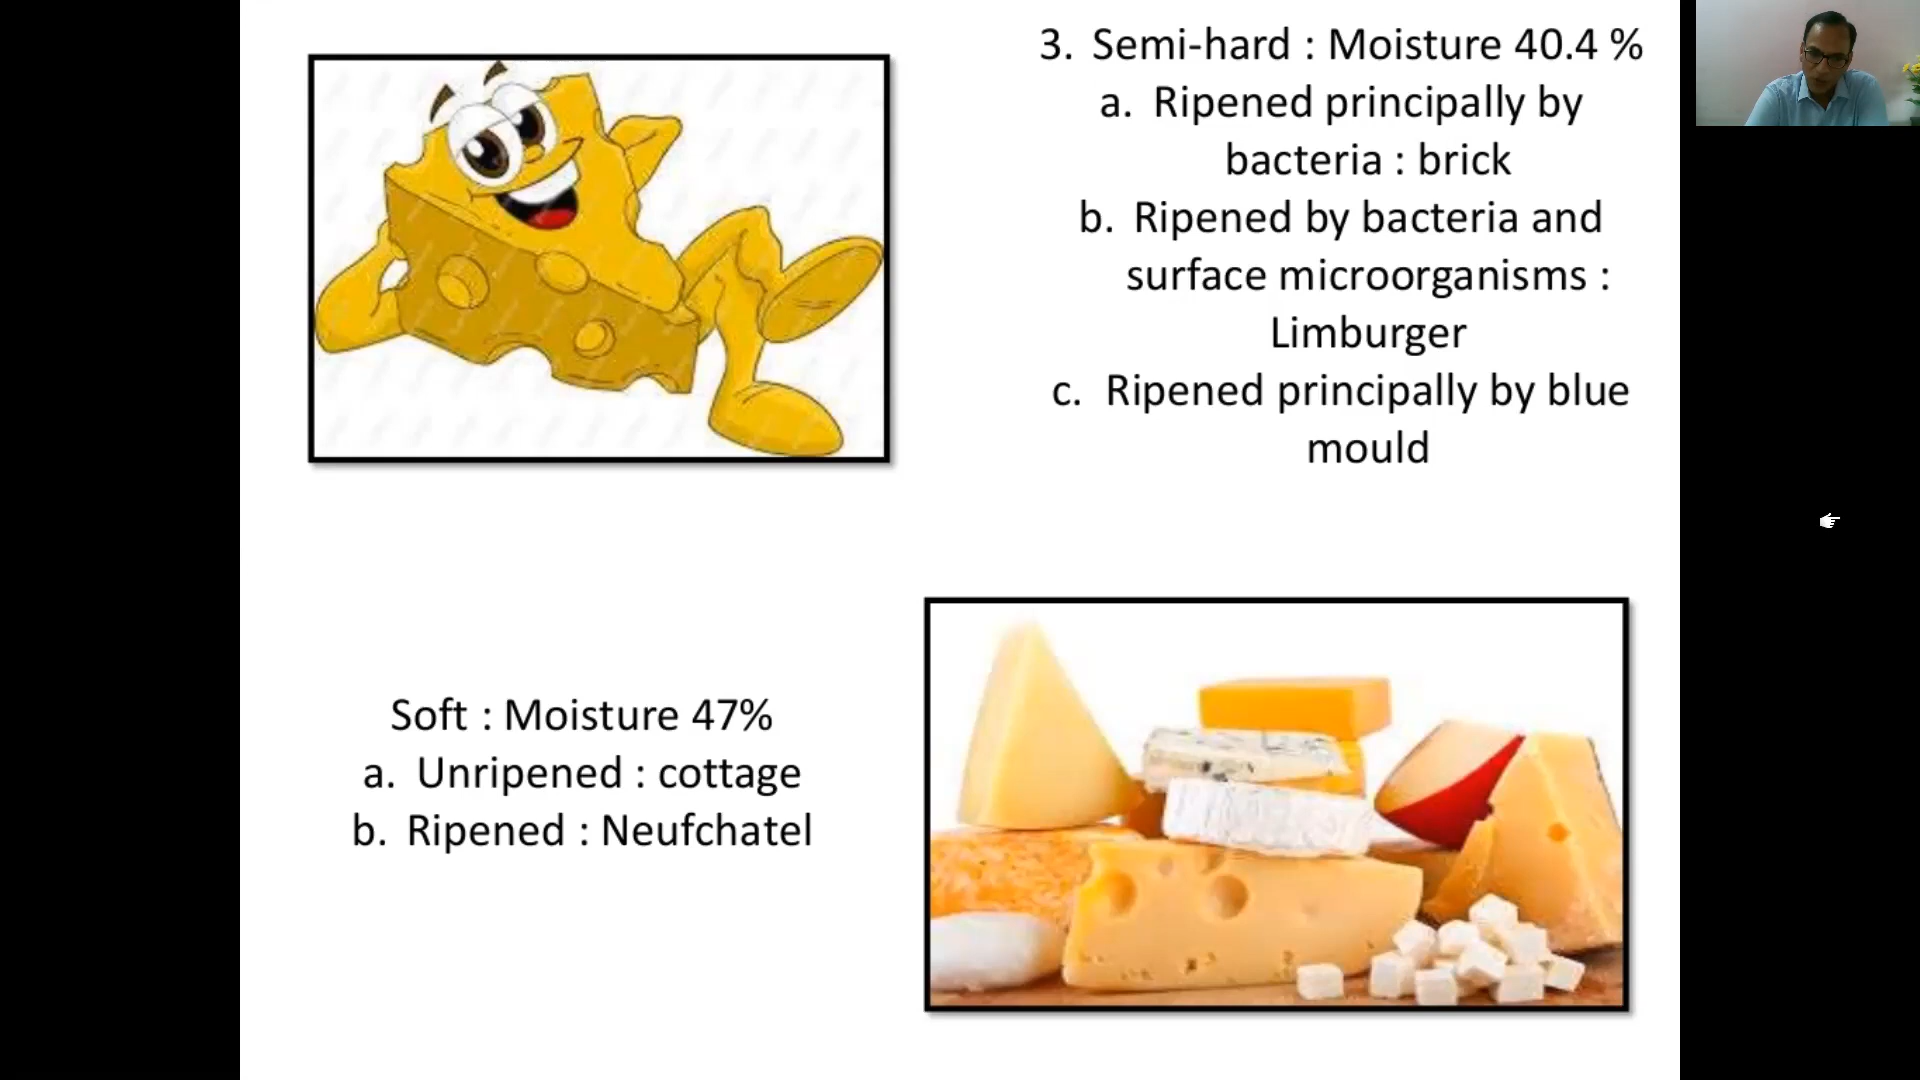 3. Semi-hard : Moisture 40.4 %
a. Ripened principally by
bacteria : brick
b. Ripened by bacteria and
surface microorganisms :
Limburger
c. Ripened principally by blue
mould
Soft : Moisture 47%
a. Unripened : cottage
b. Ripened : Neufchatel